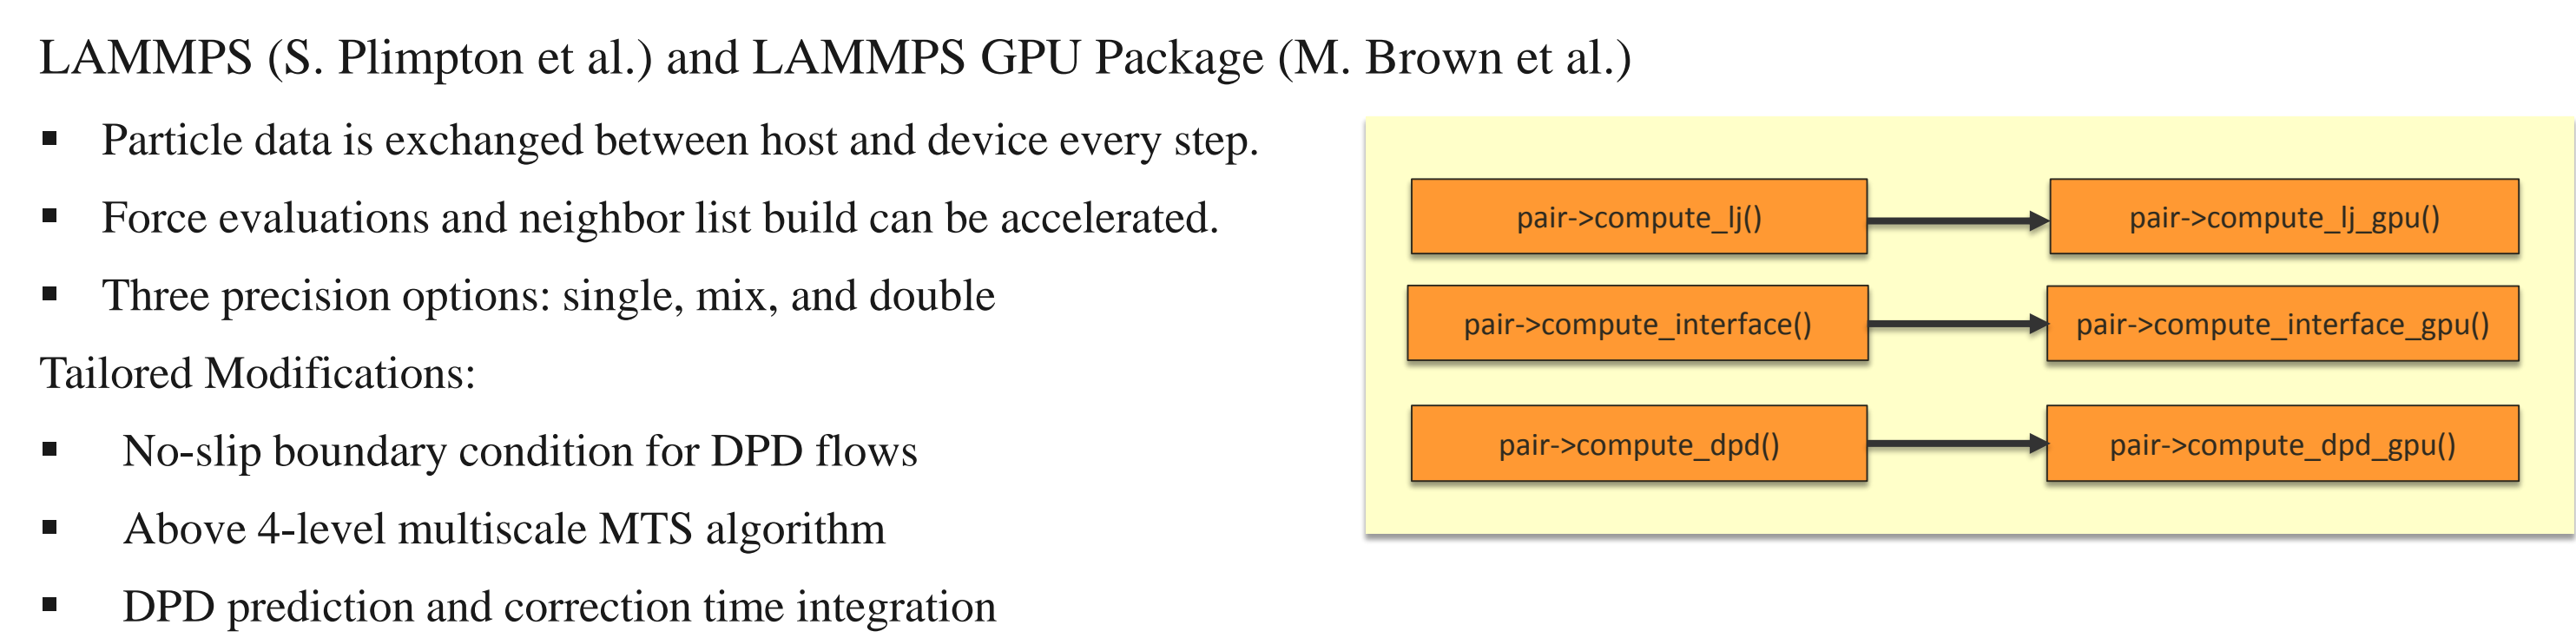 LAMMPS (S. Plimpton et al.) and LAMMPS GPU Package (M. Brown et al.)
▪ Particle data is exchanged between host and device every step.
▪ Force evaluations and neighbor list build can be accelerated.
▪ Three precision options: single, mix, and double
Tailored Modifications:
▪ No-slip boundary condition for DPD flows
▪ Above 4-level multiscale MTS algorithm
▪ DPD prediction and correction time integration
pair->compute_lj()
pair->compute_lj_gpu()
pair->compute_interface()
pair->compute_interface_gpu()
pair->compute_dpd()
pair->compute_dpd_gpu()